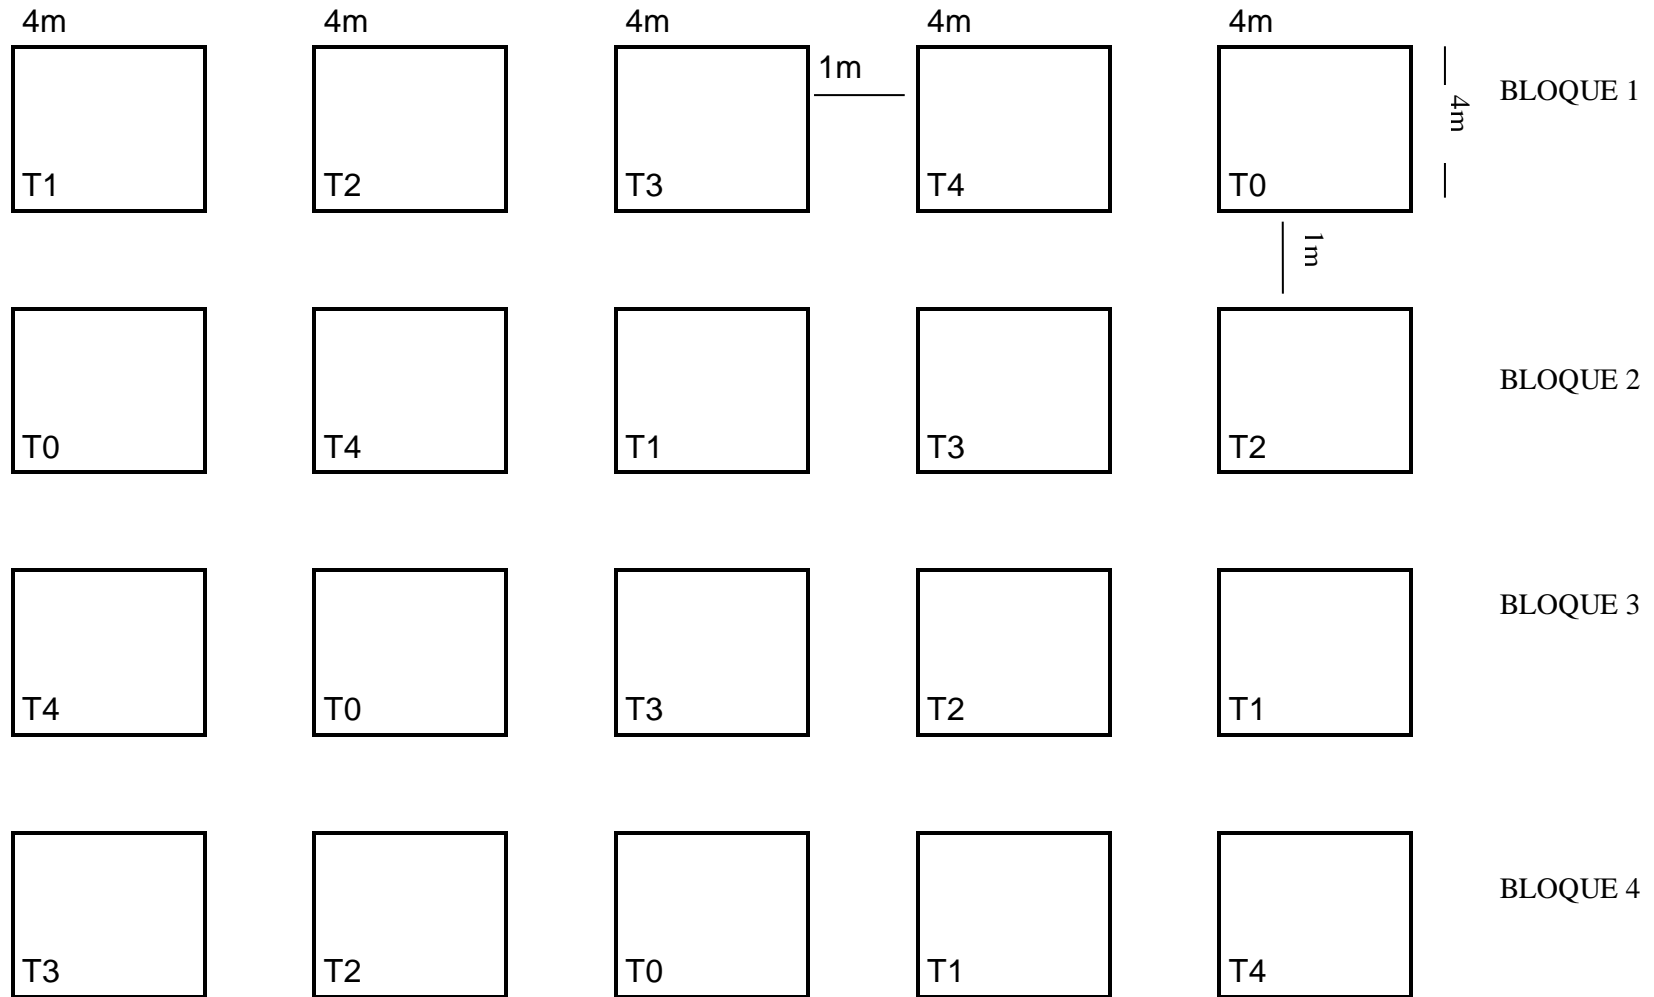 4m 4m 4m 4m 4m
1m
BLOQUE 1
4m
T1 T2 T3 T4 T0
1m
BLOQUE 2
T0 T4 T1 T3 T2
BLOQUE 3
T4 T0 T3 T2 T1
BLOQUE 4
T3 T2 T0 T1 T4